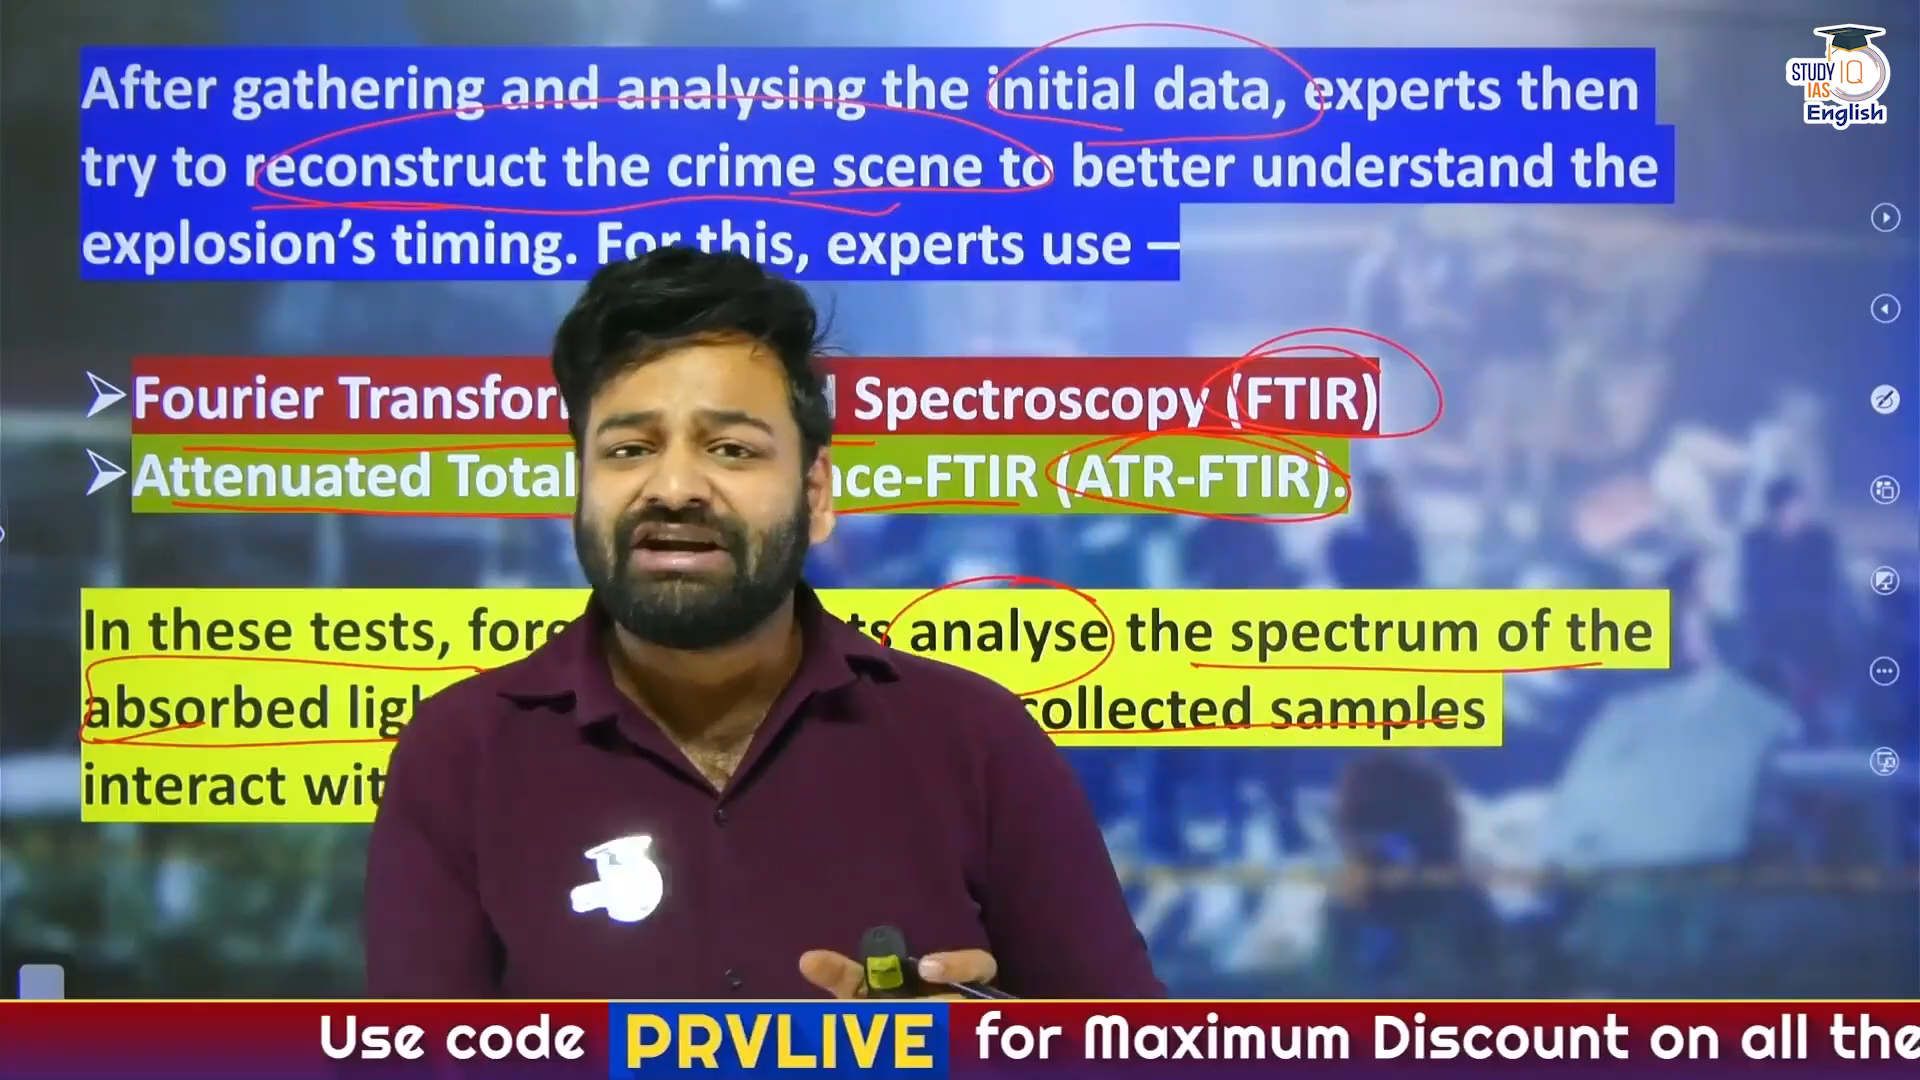 After gathering and analysing the initial data, experts then
try to reconstruct the crime scene to better understand the
explosion's timing. For this, experts use –
Fourier Transfor Spectroscopy (FTIR)
Attenuated Total ce-FTIR (ATR-FTIR).
In these tests, analyse the spectrum of the
absorbed collected samples
interact
STUDY IQ
IAS
English
Use code PRVLIVE for Maximum Discount on all the